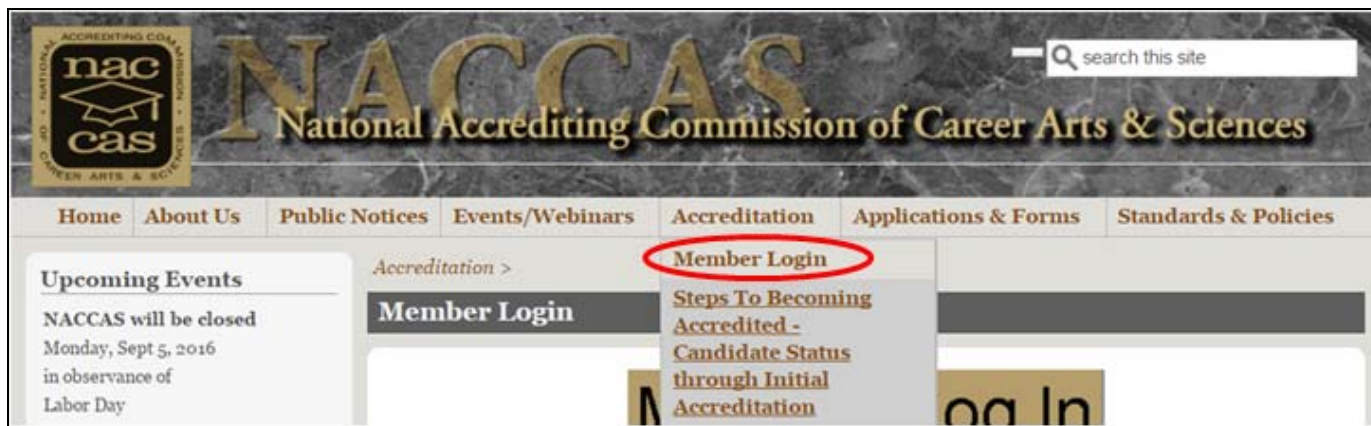 NATIONAL ACCREDITING COMMISSION OF CAREER ARTS & SCIENCES
nac
cas
NACCAS
National Accrediting Commission of Career Arts & Sciences
search this site
Home About Us Public Notices Events/Webinars Accreditation Applications & Forms Standards & Policies
Upcoming Events
NACCAS will be closed
Monday, Sept 5, 2016
in observance of
Labor Day
Accreditation >
Member Login
Member Login
Steps To Becoming
Accredited -
Candidate Status
through Initial
Accreditation
In